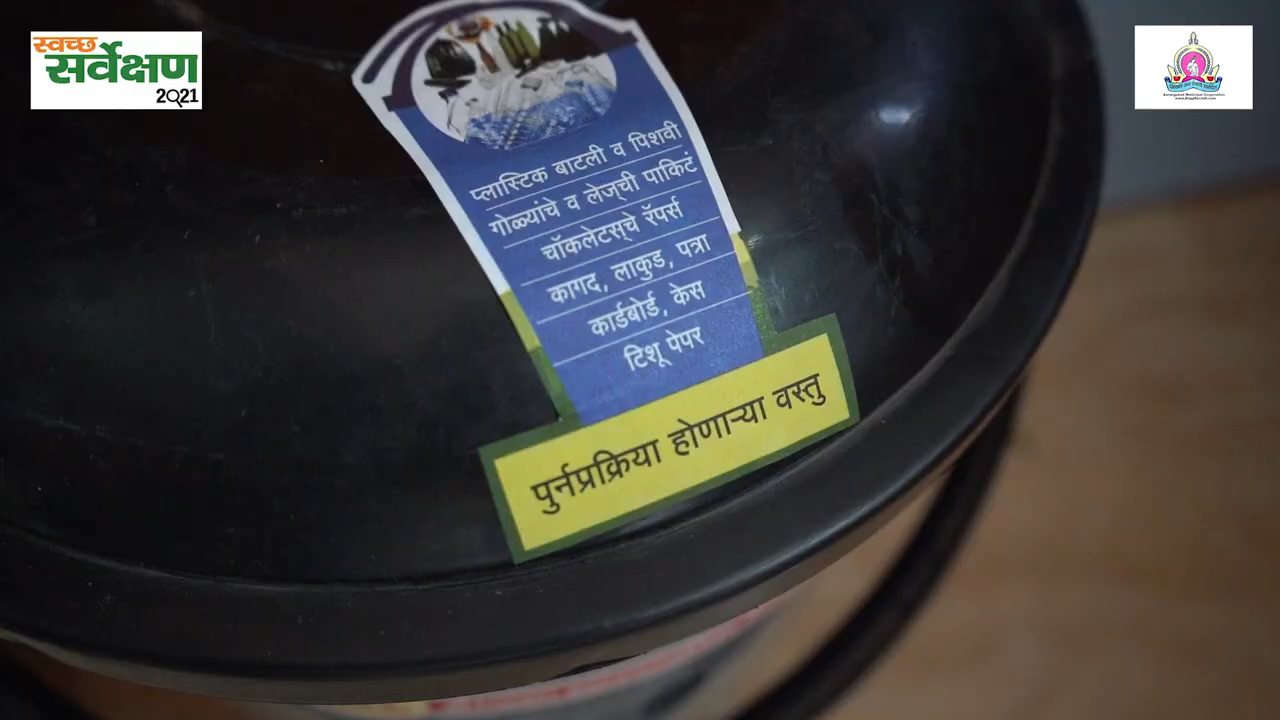 स्वच्छ
सर्वेक्षण
2021
प्लास्टिक बाटली व पिशवी
गोळ्यांचे व लेज्ची पाकिटं
चॉकलेटस्चे रॅपर्स
कागद, लाकुड, पत्रा
कार्डबोर्ड, केस
टिशू पेपर
पुर्नप्रक्रिया होणाऱ्या वस्तु